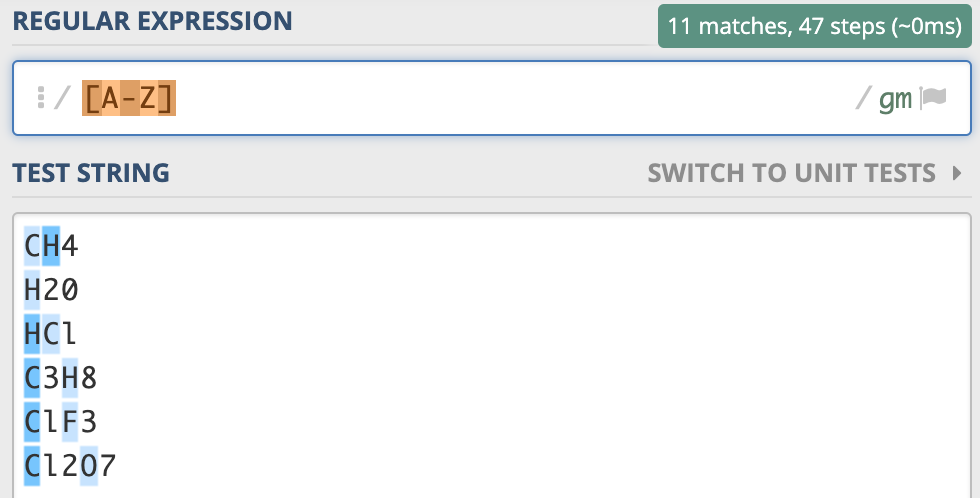 REGULAR EXPRESSION
11 matches, 47 steps (~0ms)
/ [A-Z] / gm
TEST STRING
SWITCH TO UNIT TESTS
CH4
H20
HCl
C3H8
ClF3
Cl2O7